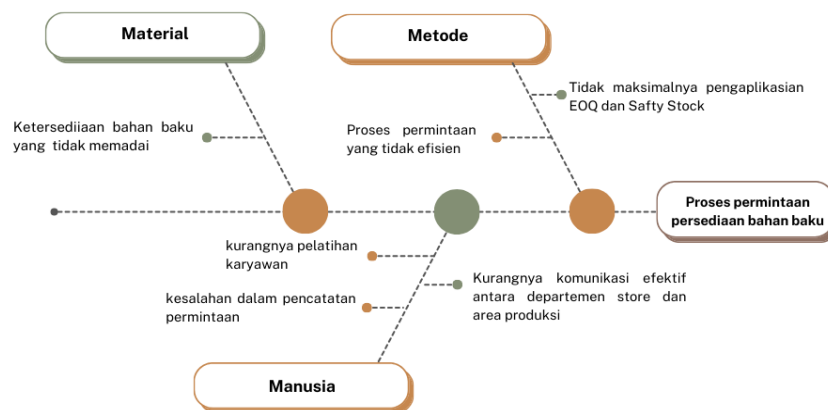 Material
Metode
Tidak maksimalnya pengaplikasian
EOQ dan Safty Stock
Ketersediiaan bahan baku
yang tidak memadai
Proses permintaan
yang tidak efisien
Proses permintaan
persediaan bahan baku
kurangnya pelatihan
karyawan
kesalahan dalam pencatatan
permintaan
Kurangnya komunikasi efektif
antara departemen store dan
area produksi
Manusia